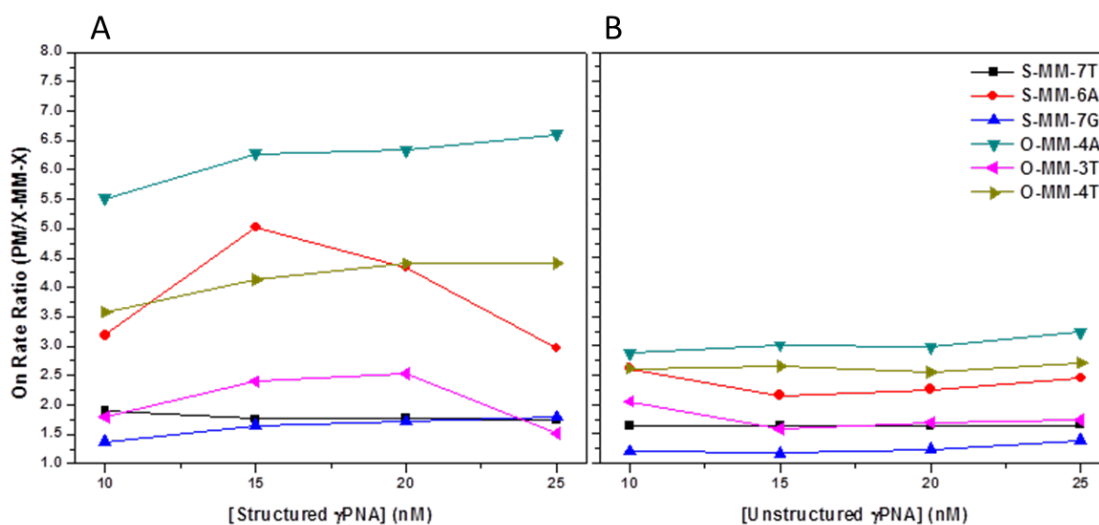 A
B
8.0
7.5
7.0
6.5
6.0
5.5
5.0
4.5
4.0
3.5
3.0
2.5
2.0
1.5
1.0
On Rate Ratio (PM/X-MM-X)
S-MM-7T
S-MM-6A
S-MM-7G
O-MM-4A
O-MM-3T
O-MM-4T
10 15 20 25
10 15 20 25
[Structured γPNA] (nM)
[Unstructured γPNA] (nM)